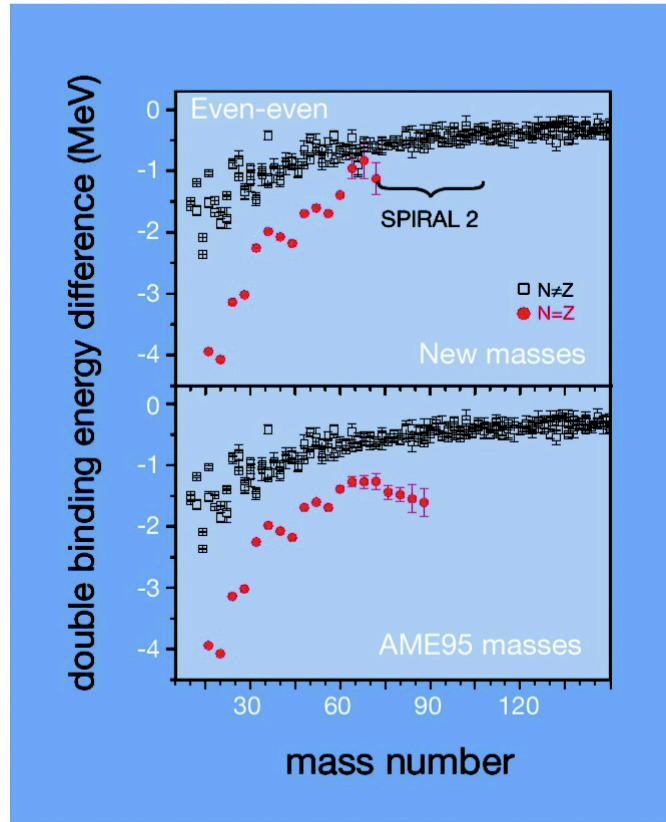 double binding energy difference (MeV)
0
-1
-2
-3
-4
Even-even
SPIRAL 2
N≠Z
N=Z
New masses
0
-1
-2
-3
-4
AME95 masses
30
60
90
120
mass number